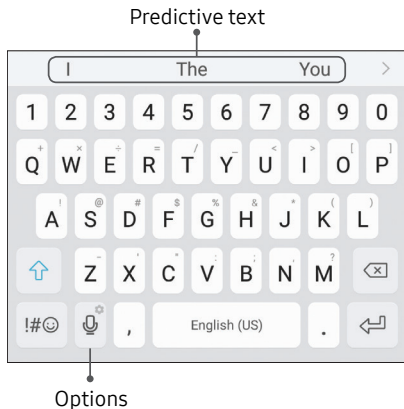 Predictive text
I The You >
1 2 3 4 5 6 7 8 9 0
+ × ÷ = / _ < > [ ]
Q W E R T Y U I O P
! @ # $ % & * ( )
A S D F G H J K L
- ' " : ; , ?
Z X C V B N M
!#☺ , English (US) .
Options